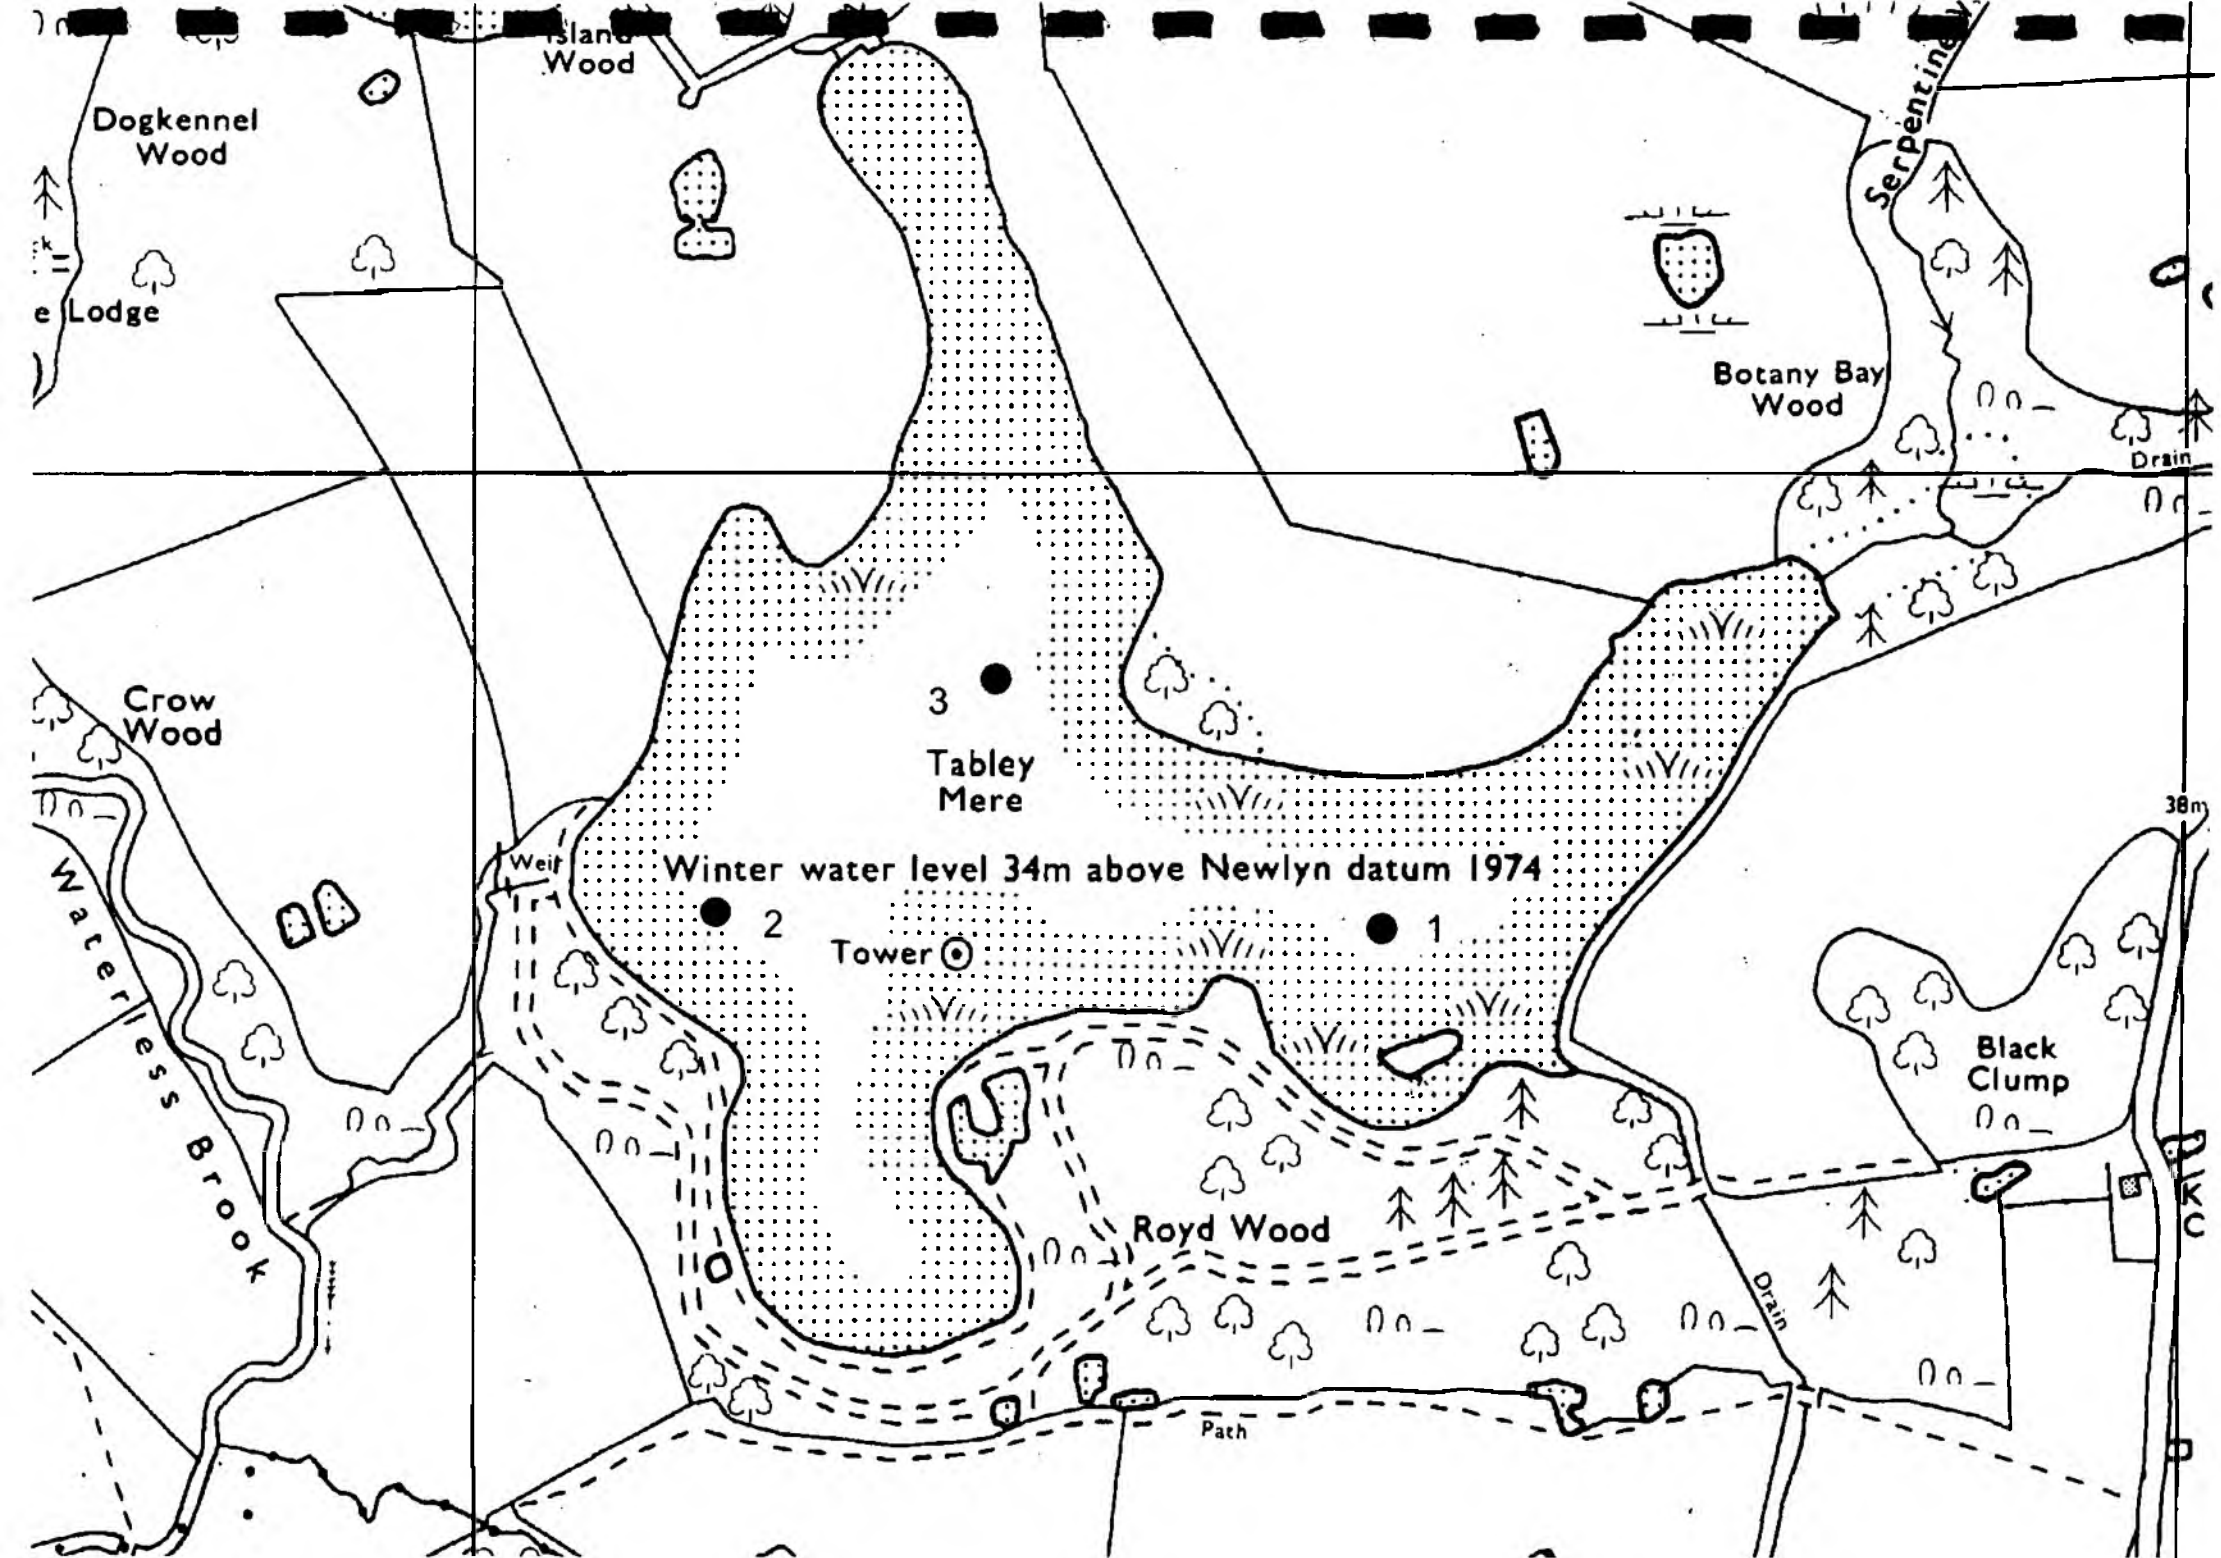 Island
Wood
Dogkennel
Wood
Serpentine
e Lodge
Botany Bay
Wood
Drain
Crow
Wood
3
Tabley
Mere
38m
Weir
Winter water level 34m above Newlyn datum 1974
2
1
Tower
Waterless Brook
Black
Clump
Royd Wood
Drain
Path